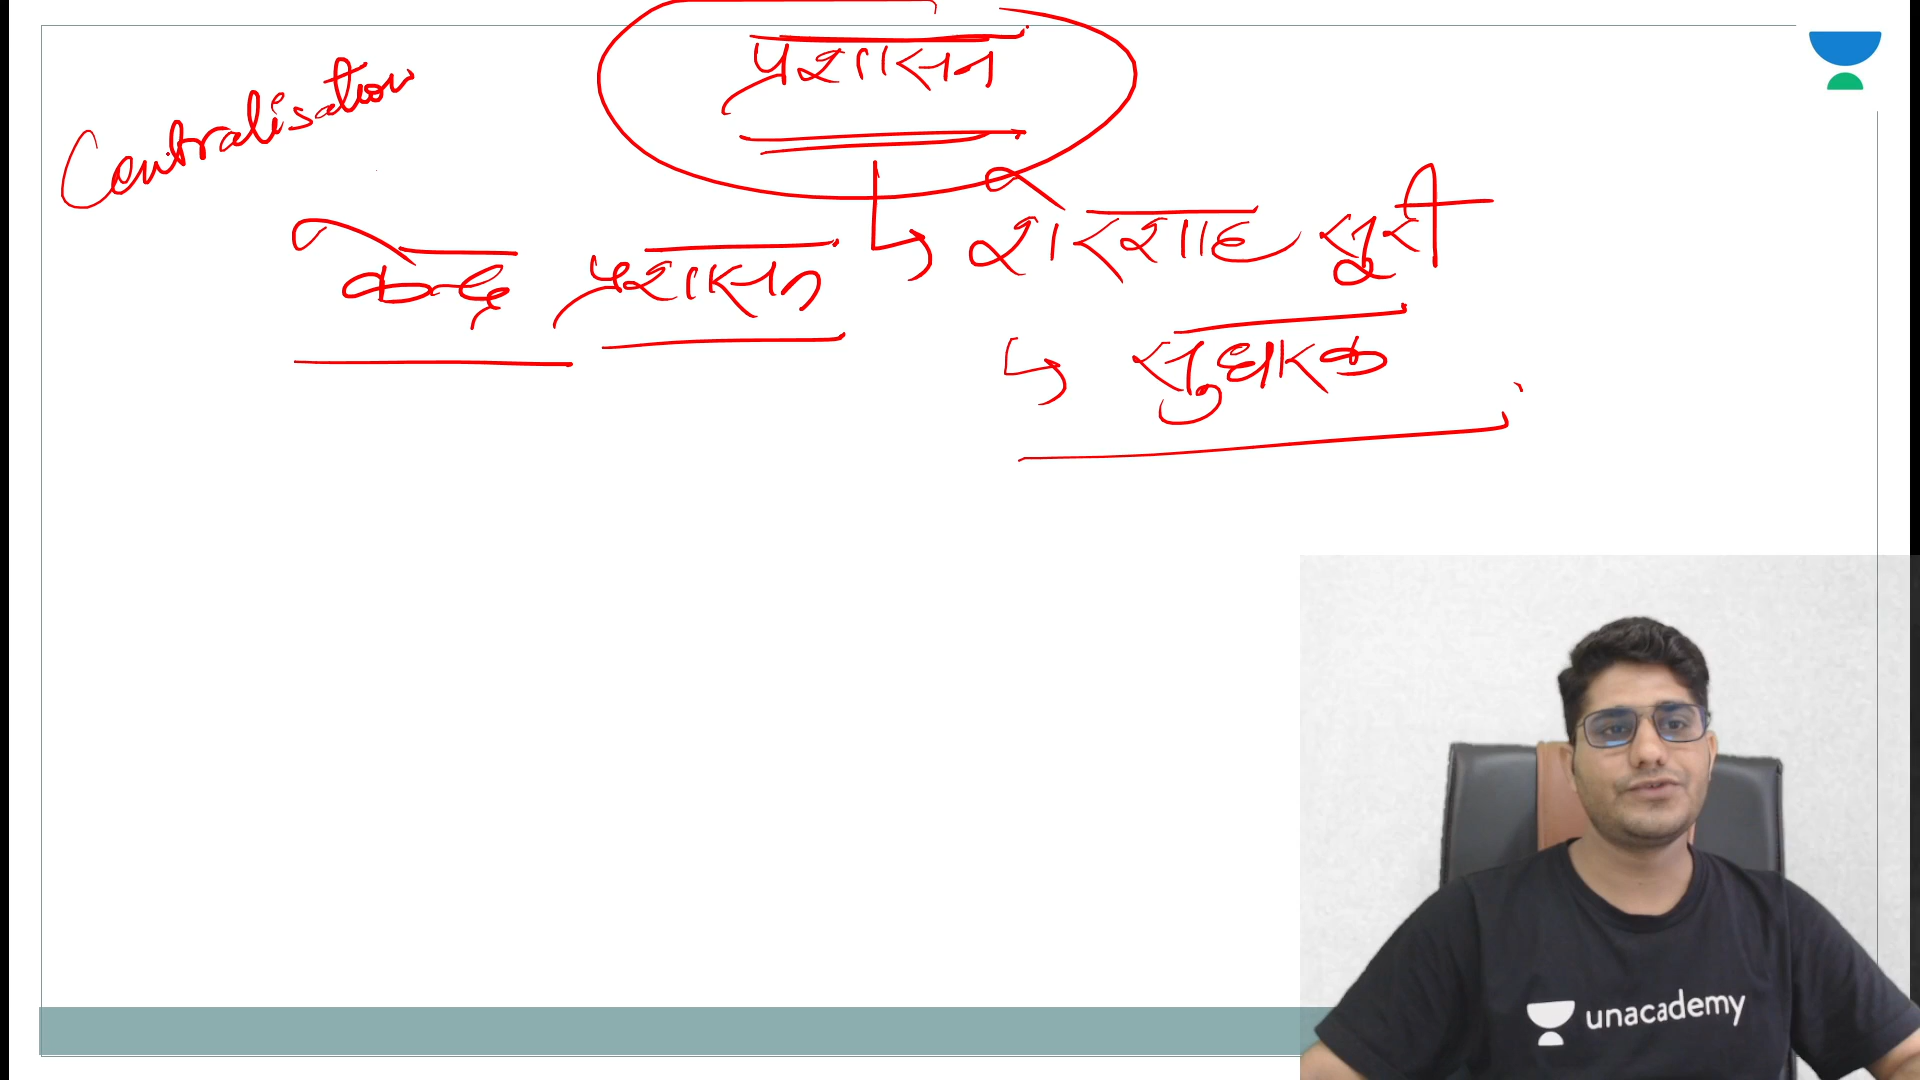 प्रशासन
Centralisation
शेरशाह सूरी
केन्द्र प्रशासन
सुधारक
unacademy